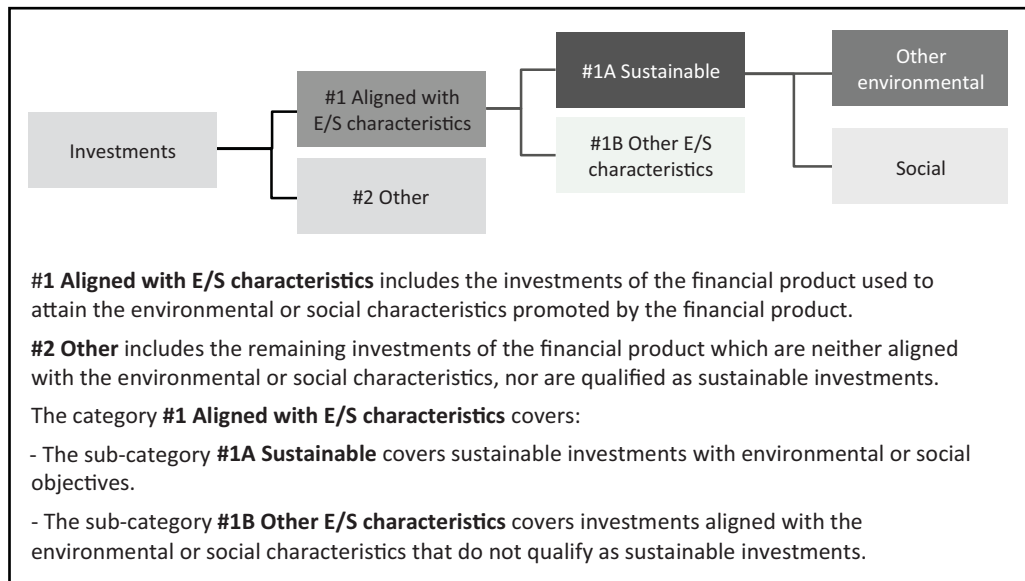 Investments
#1 Aligned with
E/S characteristics
#2 Other
#1A Sustainable
#1B Other E/S
characteristics
Other
environmental
Social
#1 Aligned with E/S characteristics includes the investments of the financial product used to
attain the environmental or social characteristics promoted by the financial product.
#2 Other includes the remaining investments of the financial product which are neither aligned
with the environmental or social characteristics, nor are qualified as sustainable investments.
The category #1 Aligned with E/S characteristics covers:
- The sub-category #1A Sustainable covers sustainable investments with environmental or social
objectives.
- The sub-category #1B Other E/S characteristics covers investments aligned with the
environmental or social characteristics that do not qualify as sustainable investments.